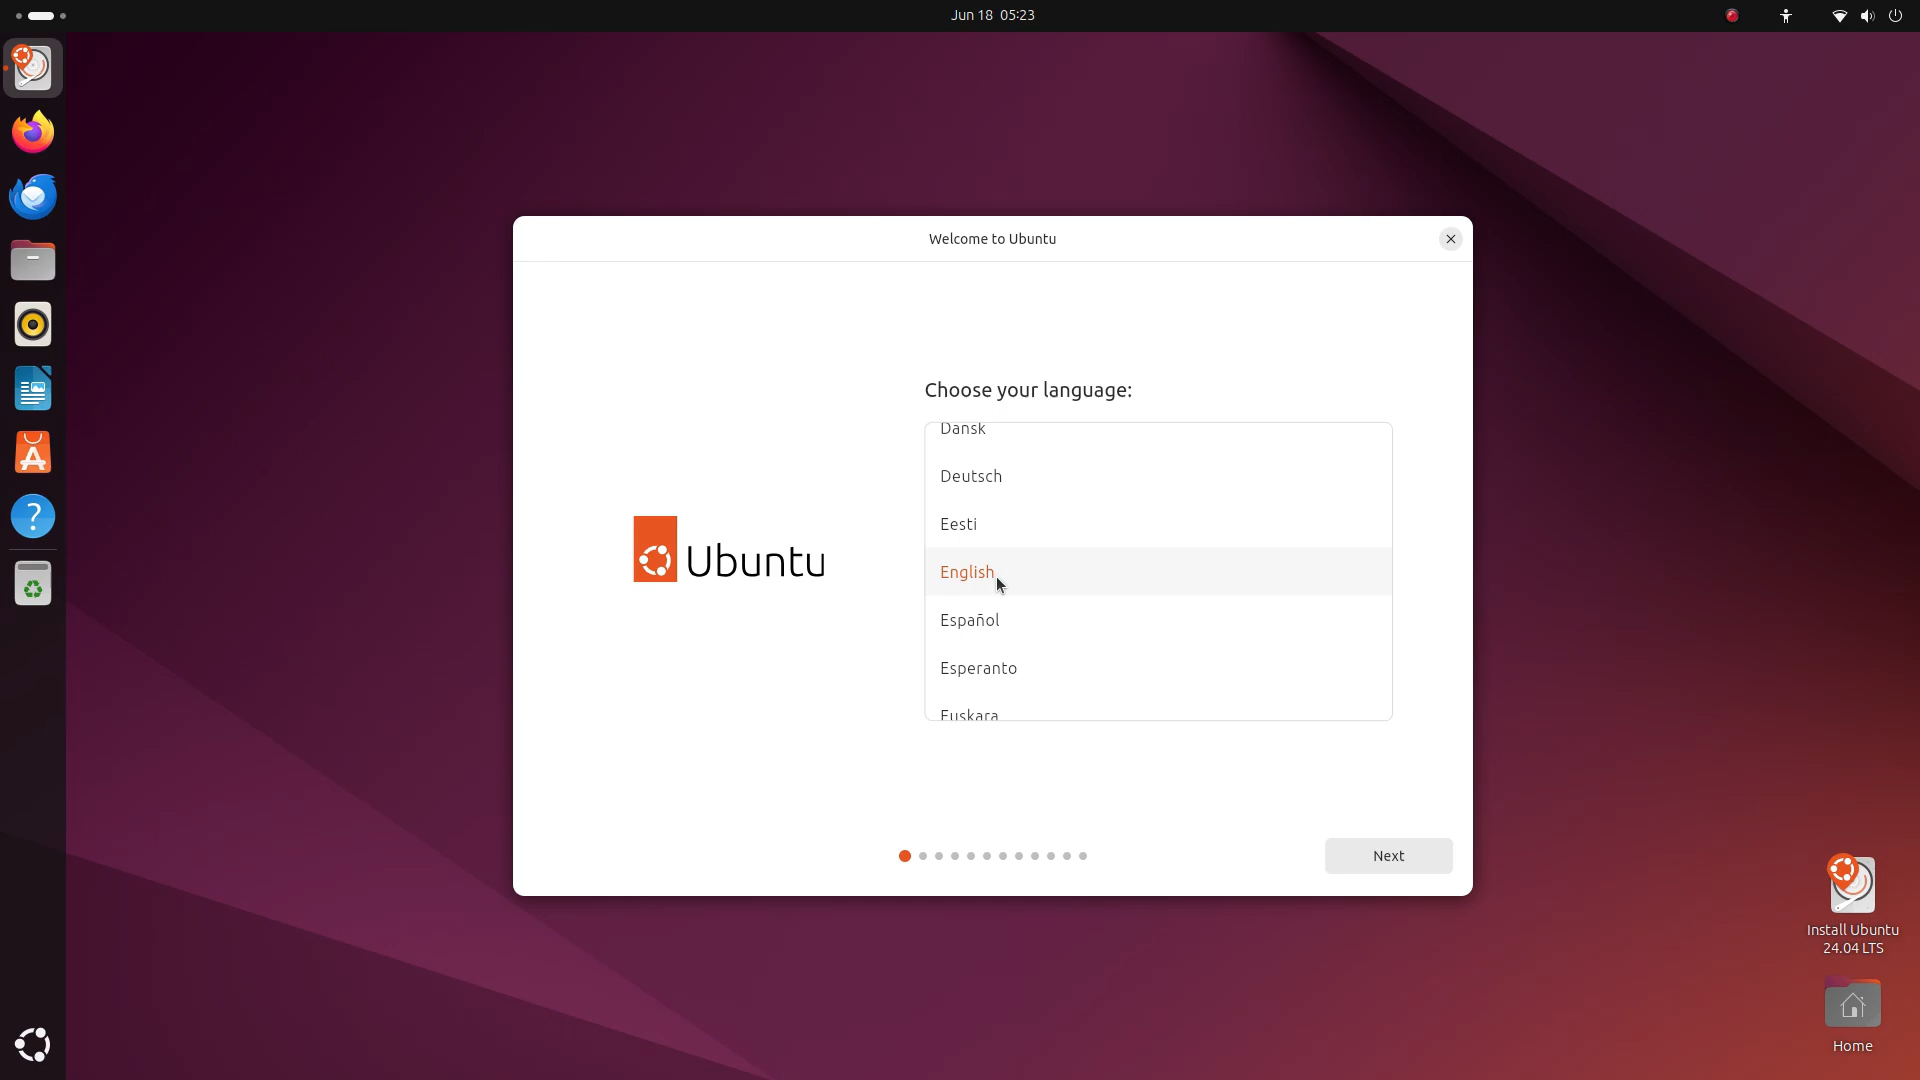 Jun 18 05:23
Welcome to Ubuntu
Choose your language:
Dansk
Deutsch
Eesti
English
Español
Esperanto
Euskara
Ubuntu
Next
Install Ubuntu
24.04 LTS
Home